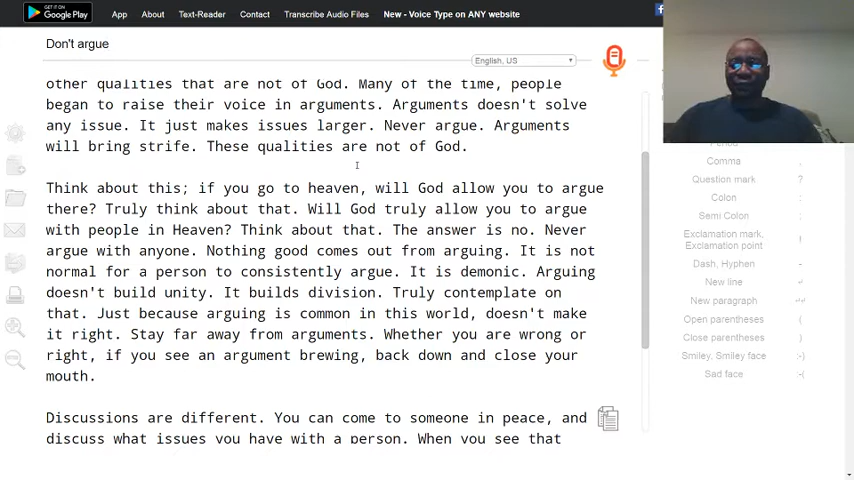 GET IT ON
Google Play
App
About
Text-Reader
Contact
Transcribe Audio Files
New - Voice Type on ANY website
Don't argue
English, US
other qualities that are not of God. Many of the time, people
began to raise their voice in arguments. Arguments doesn't solve
any issue. It just makes issues larger. Never argue. Arguments
will bring strife. These qualities are not of God.
Think about this; if you go to heaven, will God allow you to argue
there? Truly think about that. Will God truly allow you to argue
with people in Heaven? Think about that. The answer is no. Never
argue with anyone. Nothing good comes out from arguing. It is not
normal for a person to consistently argue. It is demonic. Arguing
doesn't build unity. It builds division. Truly contemplate on
that. Just because arguing is common in this world, doesn't make
it right. Stay far away from arguments. Whether you are wrong or
right, if you see an argument brewing, back down and close your
mouth.
Discussions are different. You can come to someone in peace, and
discuss what issues you have with a person. When you see that
Period
Comma ,
Question mark ?
Colon :
Semi Colon ;
Exclamation mark, !
Exclamation point
Dash, Hyphen -
New line ↵
New paragraph ↵↵
Open parentheses (
Close parentheses )
Smiley, Smiley face :-)
Sad face :-(